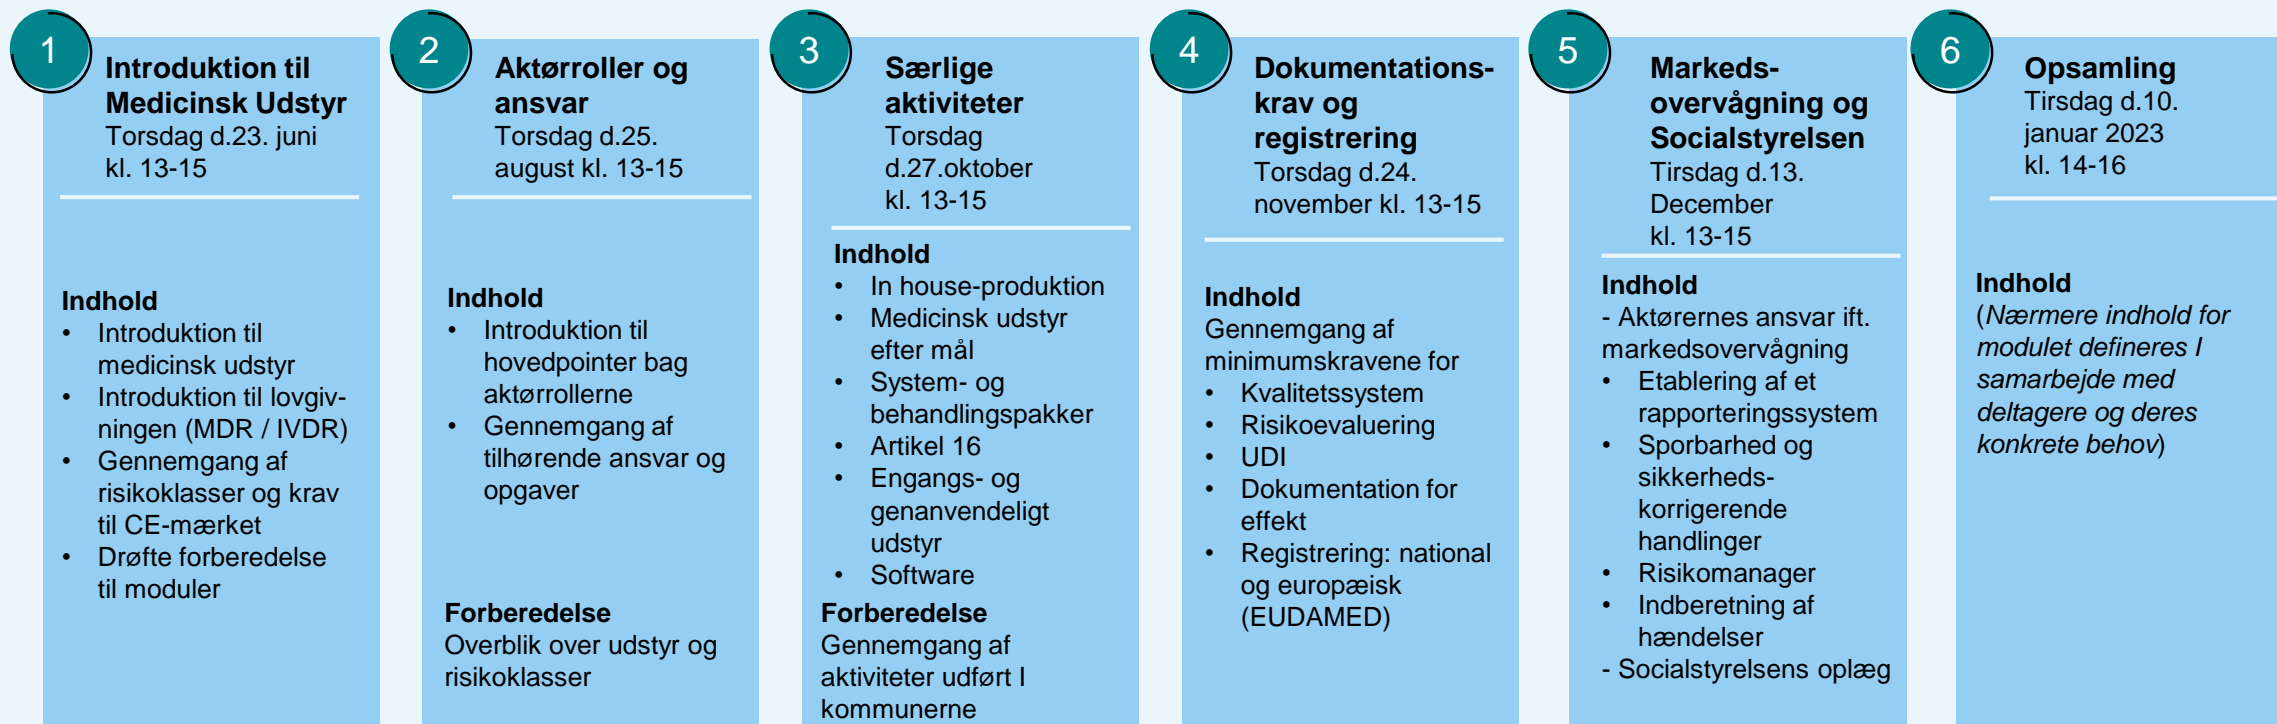 1
Introduktion til
Medicinsk Udstyr
Torsdag d.23. juni
kl. 13-15
Indhold
• Introduktion til
medicinsk udstyr
• Introduktion til lovgiv-
ningen (MDR / IVDR)
• Gennemgang af
risikoklasser og krav
til CE-mærket
• Drøfte forberedelse
til moduler
2
Aktørroller og
ansvar
Torsdag d.25.
august kl. 13-15
Indhold
• Introduktion til
hovedpointer bag
aktørrollerne
• Gennemgang af
tilhørende ansvar og
opgaver
Forberedelse
Overblik over udstyr og
risikoklasser
3
Særlige
aktiviteter
Torsdag
d.27.oktober
kl. 13-15
Indhold
• In house-produktion
• Medicinsk udstyr
efter mål
• System- og
behandlingspakker
• Artikel 16
• Engangs- og
genanvendeligt
udstyr
• Software
Forberedelse
Gennemgang af
aktiviteter udført I
kommunerne
4
Dokumentations-
krav og
registrering
Torsdag d.24.
november kl. 13-15
Indhold
Gennemgang af
minimumskravene for
• Kvalitetssystem
• Risikoevaluering
• UDI
• Dokumentation for
effekt
• Registrering: national
og europæisk
(EUDAMED)
5
Markeds-
overvågning og
Socialstyrelsen
Tirsdag d.13.
December
kl. 13-15
Indhold
- Aktørernes ansvar ift.
markedsovervågning
• Etablering af et
rapporteringssystem
• Sporbarhed og
sikkerheds-
korrigerende
handlinger
• Risikomanager
• Indberetning af
hændelser
- Socialstyrelsens oplæg
6
Opsamling
Tirsdag d.10.
januar 2023
kl. 14-16
Indhold
(Nærmere indhold for
modulet defineres I
samarbejde med
deltagere og deres
konkrete behov)